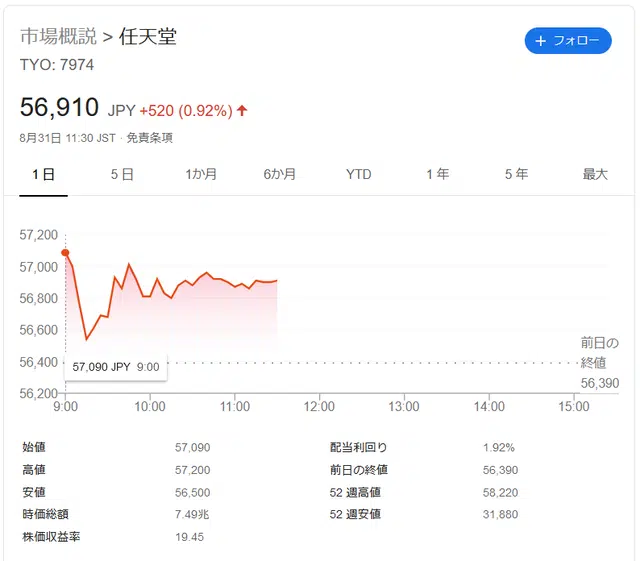 市場概説 > 任天堂
+ フォロー
TYO: 7974
56,910 JPY +520 (0.92%)
8月31日 11:30 JST · 免責条項
1日 5日 1か月 6か月 YTD 1年 5年 最大
57,200
57,000
56,800
56,600
56,400
56,200
57,090 JPY 9:00
前日の
終値
56,390
9:00 10:00 11:00 12:00 13:00 14:00 15:00
始値 57,090 配当利回り 1.92%
高値 57,200 前日の終値 56,390
安値 56,500 52 週高値 58,220
時価総額 7.49兆 52 週安値 31,880
株価収益率 19.45